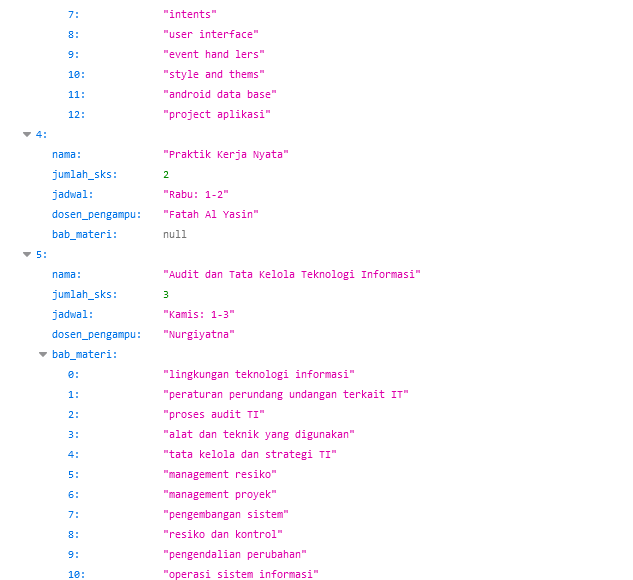 7: "intents"
8: "user interface"
9: "event hand lers"
10: "style and thems"
11: "android data base"
12: "project aplikasi"
4:
nama: "Praktik Kerja Nyata"
jumlah_sks: 2
jadwal: "Rabu: 1-2"
dosen_pengampu: "Fatah Al Yasin"
bab_materi: null
5:
nama: "Audit dan Tata Kelola Teknologi Informasi"
jumlah_sks: 3
jadwal: "Kamis: 1-3"
dosen_pengampu: "Nurgiyatna"
bab_materi:
0: "lingkungan teknologi informasi"
1: "peraturan perundang undangan terkait IT"
2: "proses audit TI"
3: "alat dan teknik yang digunakan"
4: "tata kelola dan strategi TI"
5: "management resiko"
6: "management proyek"
7: "pengembangan sistem"
8: "resiko dan kontrol"
9: "pengendalian perubahan"
10: "operasi sistem informasi"